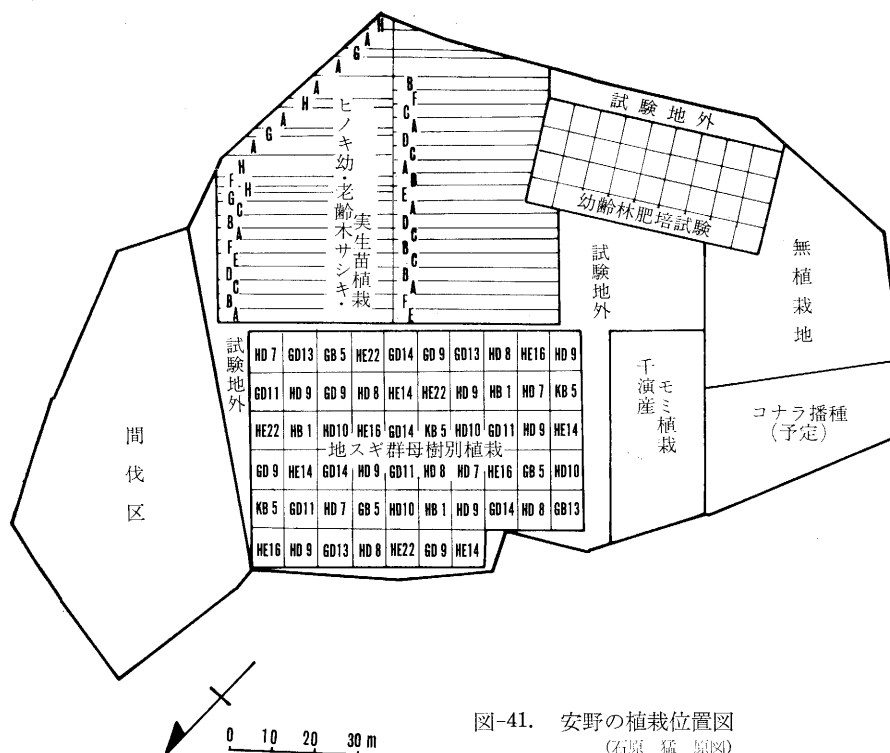 H
A
G
A
A
H
A
G
A
H
F H
G C
B A
F E
D C
B A
ヒノキ幼・老齢木サシキ・
実生苗植栽
B
F
C
A
D
C
A B
E A
D
B C
C
B A
F E
試験地外
幼齢林肥培試験
無植栽地
試験地外
コナラ播種
(予定)
千演産
モミ植栽
試験地外
間伐区
HD 7 GD13 GB 5 HE22 GD14 GD 9 GD13 HD 8 HE16 HD 9
GD11 HD 9 GD 9 HD 8 HE14 HE22 HD 9 HB 1 HD 7 KB 5
HE22 HB 1 HD10 HE16 GD14 KB 5 HD10 GD11 HD 9 HE14
地スギ群母樹別植栽
GD 9 HE14 GD14 HD 9 GD11 HD 8 HD 7 HE16 GB 5 HD10
KB 5 GD11 HD 7 GB 5 HD10 HB 1 HD 9 GD14 HD 8 GB13
HE16 HD 9 GD13 HD 8 HE22 GD 9 HE14
0 10 20 30 m
図-41. 安野の植栽位置図
(石原 猛 原図)